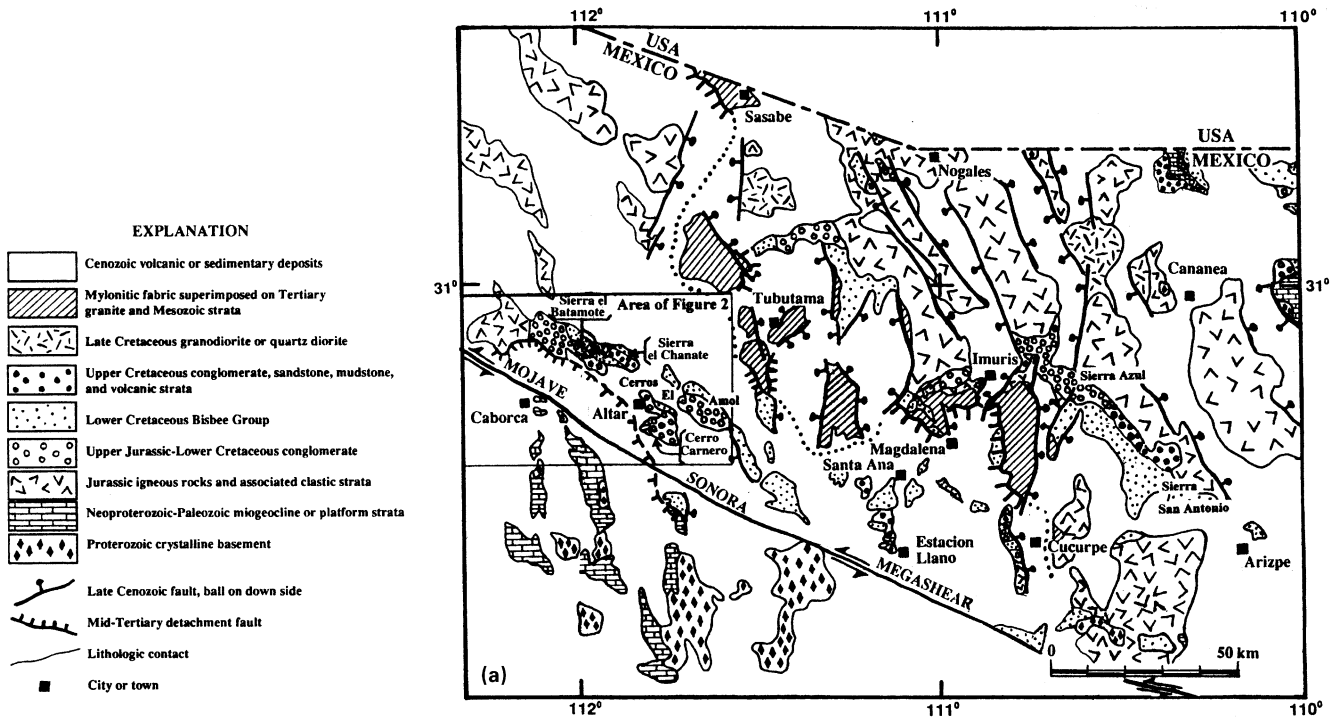 112°
111°
110°
USA
MEXICO
Sasabe
USA
MEXICO
Nogales
EXPLANATION
Cenozoic volcanic or sedimentary deposits
Mylonitic fabric superimposed on Tertiary
granite and Mesozoic strata
Late Cretaceous granodiorite or quartz diorite
Upper Cretaceous conglomerate, sandstone, mudstone,
and volcanic strata
Lower Cretaceous Bisbee Group
Upper Jurassic-Lower Cretaceous conglomerate
Jurassic igneous rocks and associated clastic strata
Neoproterozoic-Paleozoic miogeocline or platform strata
Proterozoic crystalline basement
Late Cenozoic fault, ball on down side
Mid-Tertiary detachment fault
Lithologic contact
City or town
Cananea
31°
31°
Sierra el
Batamote
Area of Figure 2
Tubutama
Sierra
el Chanate
Imuris
Sierra Azul
MOJAVE
Cerros
El
Amol
Caborca
Altar
Cerro
Carnero
Magdalena
Santa Ana
SONORA
Sierra
San Antonio
Estacion
Llano
Cucurpe
Arizpe
MEGASHEAR
0
50 km
(a)
112°
111°
110°